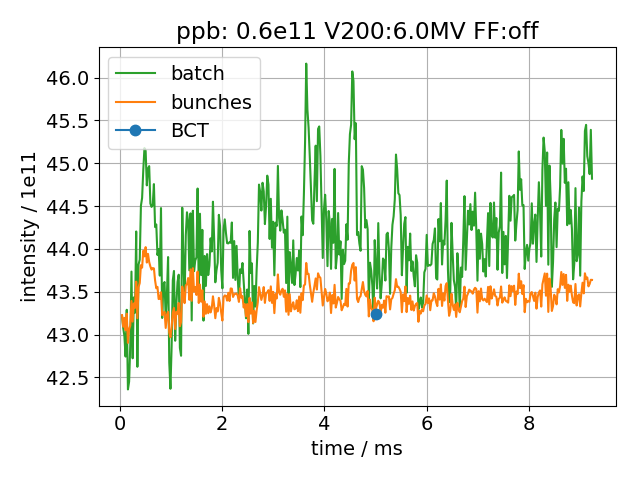 ppb: 0.6e11 V200:6.0MV FF:off
batch
bunches
BCT
46.0
45.5
45.0
44.5
44.0
43.5
43.0
42.5
intensity / 1e11
0 2 4 6 8
time / ms